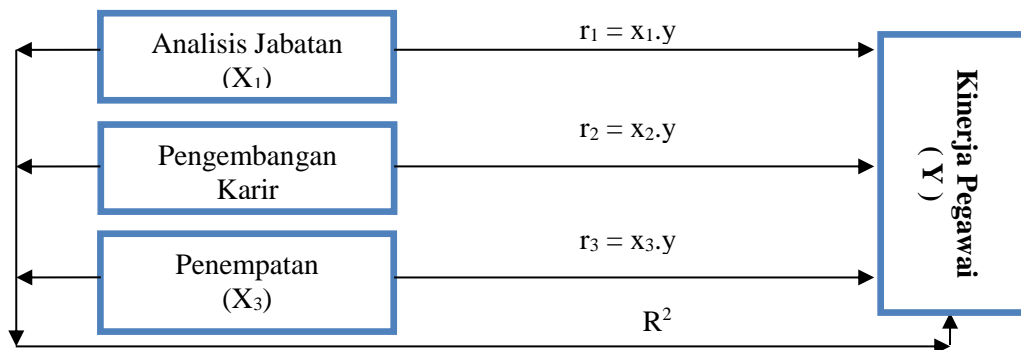 Analisis Jabatan
(X₁)
r₁ = x₁.y
Pengembangan
Karir
r₂ = x₂.y
Penempatan
(X₃)
r₃ = x₃.y
R²
Kinerja Pegawai
( Y )